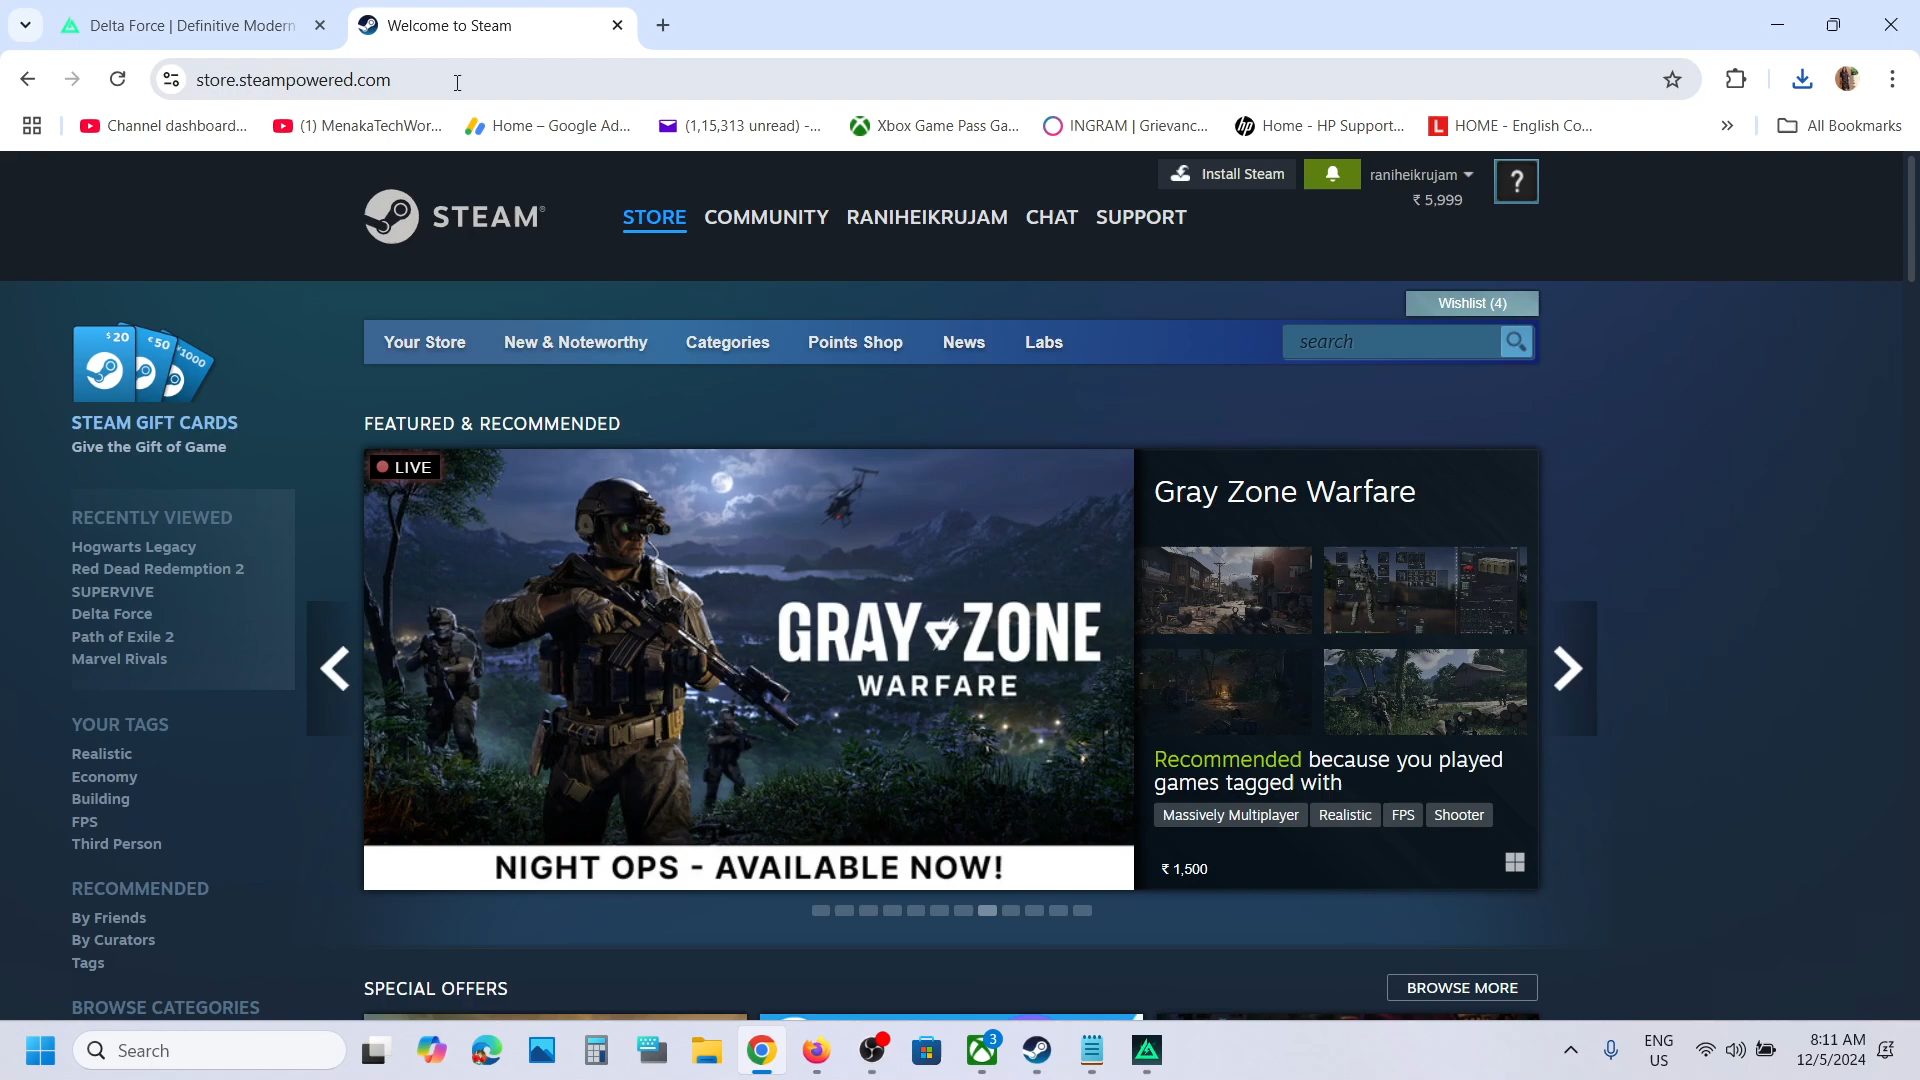 Delta Force | Definitive Modern
Welcome to Steam
store.steampowered.com
Channel dashboard...
(1) MenakaTechWor...
Home – Google Ad...
(1,15,313 unread) -...
Xbox Game Pass Ga...
INGRAM | Grievanc...
Home - HP Support...
HOME - English Co...
All Bookmarks
Install Steam
raniheikrujam
₹ 5,999
STEAM®
STORE COMMUNITY RANIHEIKRUJAM CHAT SUPPORT
Wishlist (4)
Your Store New & Noteworthy Categories Points Shop News Labs
search
STEAM GIFT CARDS
Give the Gift of Game
RECENTLY VIEWED
Hogwarts Legacy
Red Dead Redemption 2
SUPERVIVE
Delta Force
Path of Exile 2
Marvel Rivals
YOUR TAGS
Realistic
Economy
Building
FPS
Third Person
RECOMMENDED
By Friends
By Curators
Tags
BROWSE CATEGORIES
FEATURED & RECOMMENDED
LIVE
GRAY ZONE
WARFARE
NIGHT OPS - AVAILABLE NOW!
Gray Zone Warfare
Recommended because you played
games tagged with
Massively Multiplayer Realistic FPS Shooter
₹ 1,500
SPECIAL OFFERS
BROWSE MORE
Search
3
ENG
US
8:11 AM
12/5/2024